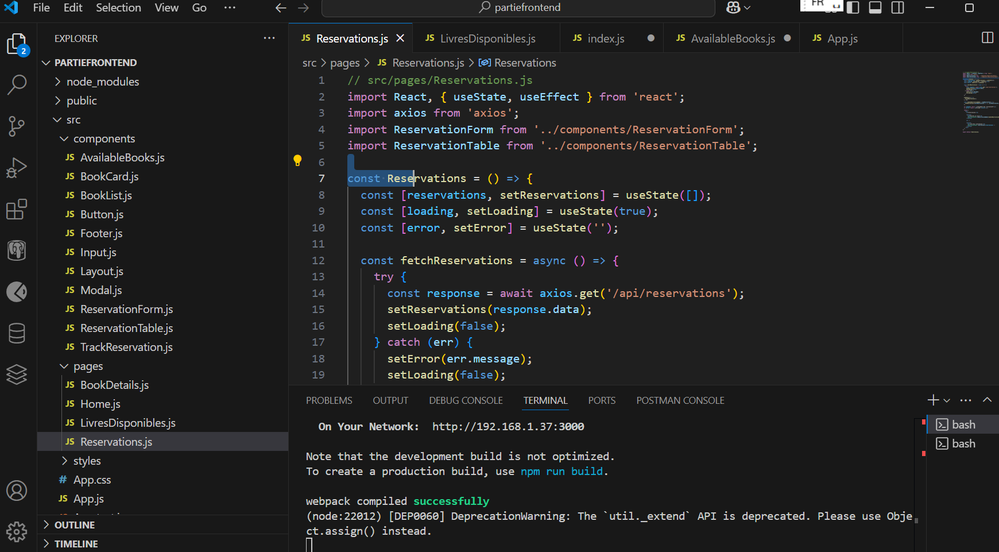 File Edit Selection View Go ··· partiefrontend FR
EXPLORER ···
2
PARTIEFRONTEND
node_modules
public
src
components
JS AvailableBooks.js
JS BookCard.js
JS BookList.js
JS Button.js
JS Footer.js
JS Input.js
JS Layout.js
JS Modal.js
JS ReservationForm.js
JS ReservationTable.js
JS TrackReservation.js
pages
JS BookDetails.js
JS Home.js
JS LivresDisponibles.js
JS Reservations.js
styles
# App.css
JS App.js
OUTLINE
TIMELINE
JS Reservations.js JS LivresDisponibles.js JS index.js JS AvailableBooks.js JS App.js
src > pages > JS Reservations.js > Reservations
1 // src/pages/Reservations.js
2 import React, { useState, useEffect } from 'react';
3 import axios from 'axios';
4 import ReservationForm from '../components/ReservationForm';
5 import ReservationTable from '../components/ReservationTable';
6
7 const Reservations = () => {
8 const [reservations, setReservations] = useState([]);
9 const [loading, setLoading] = useState(true);
10 const [error, setError] = useState('');
11
12 const fetchReservations = async () => {
13 try {
14 const response = await axios.get('/api/reservations');
15 setReservations(response.data);
16 setLoading(false);
17 } catch (err) {
18 setError(err.message);
19 setLoading(false);
PROBLEMS OUTPUT DEBUG CONSOLE TERMINAL PORTS POSTMAN CONSOLE
On Your Network: http://192.168.1.37:3000
Note that the development build is not optimized.
To create a production build, use npm run build.
webpack compiled successfully
(node:22012) [DEP0060] DeprecationWarning: The `util._extend` API is deprecated. Please use Obje
ct.assign() instead.
bash
bash